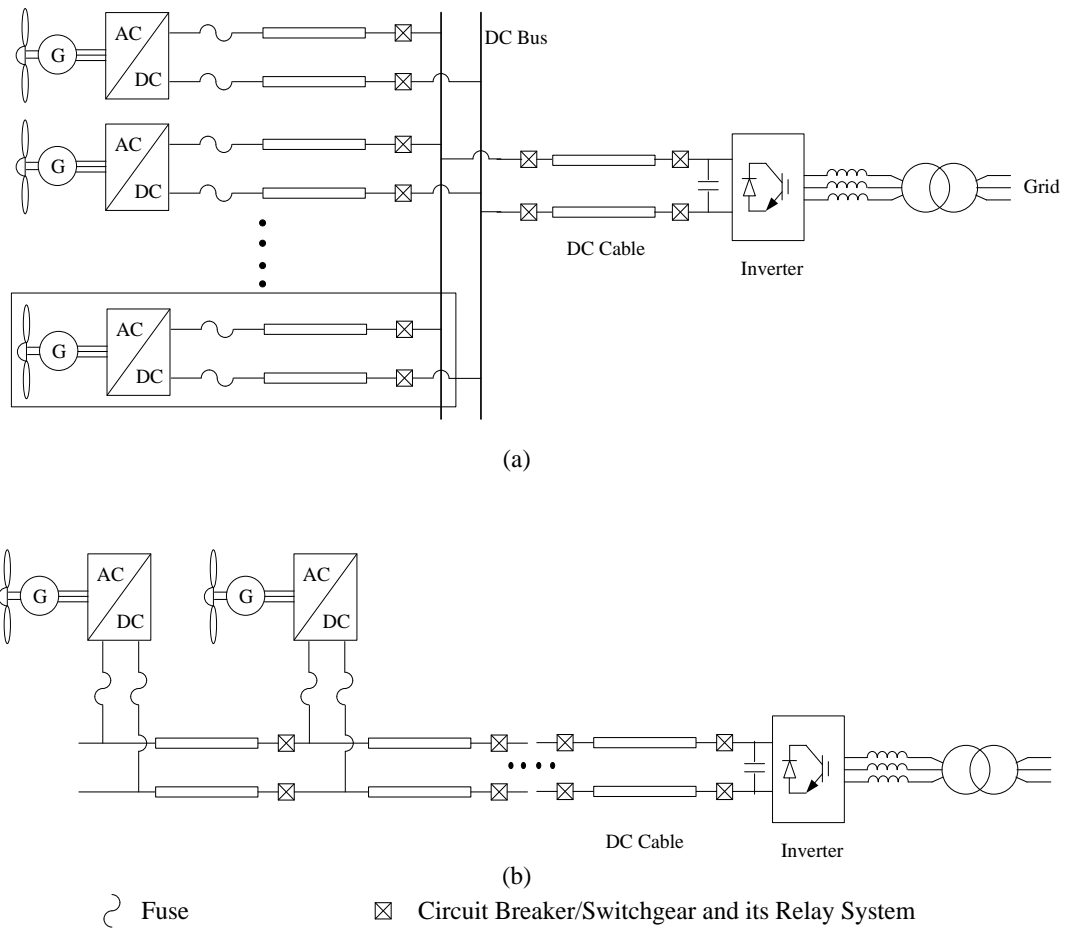 AC
DC Bus
G
DC
AC
G
DC
Grid
DC Cable
Inverter
AC
G
DC
(a)
AC
AC
G
G
DC
DC
DC Cable
Inverter
(b)
Fuse
Circuit Breaker/Switchgear and its Relay System